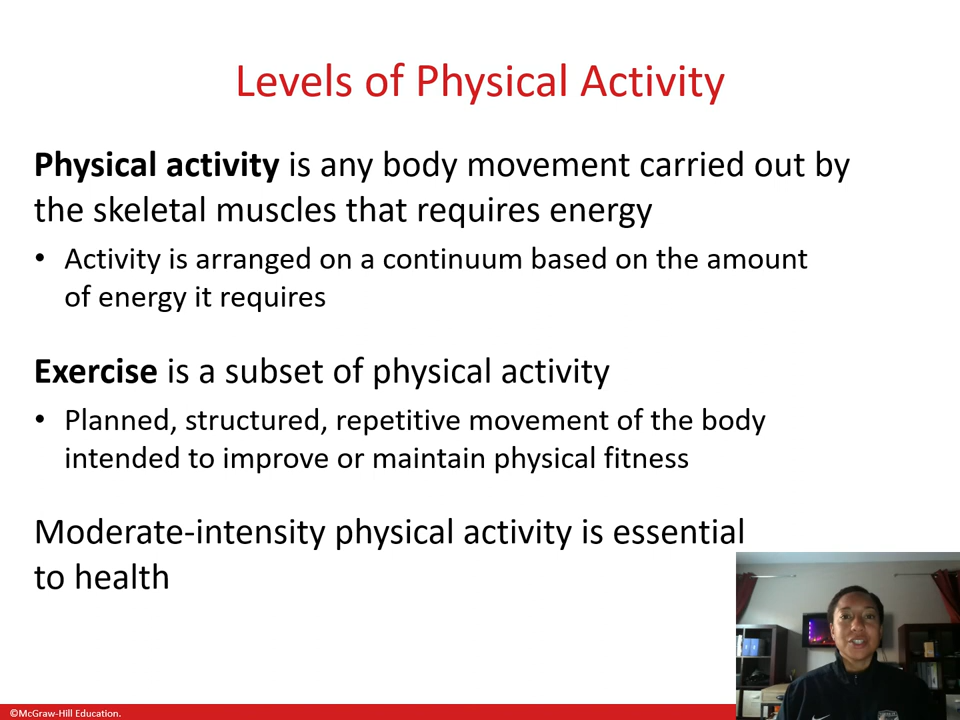 Levels of Physical Activity
Physical activity is any body movement carried out by
the skeletal muscles that requires energy
• Activity is arranged on a continuum based on the amount
of energy it requires
Exercise is a subset of physical activity
• Planned, structured, repetitive movement of the body
intended to improve or maintain physical fitness
Moderate-intensity physical activity is essential
to health
©McGraw-Hill Education.